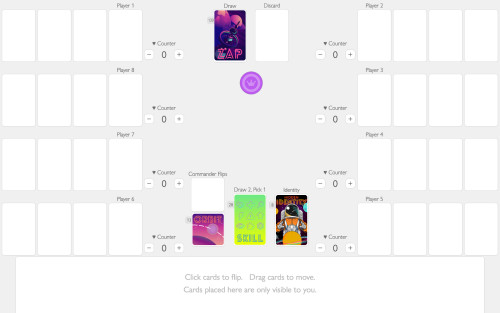 Player 1
Draw
Discard
Player 2
ZAP
♥ Counter
− 0 +
♥ Counter
− 0 +
Player 8
Player 3
♥ Counter
− 0 +
♥ Counter
− 0 +
Player 7
Player 4
♥ Counter
− 0 +
♥ Counter
− 0 +
Commander Flips
Draw 2, Pick 1
Identity
ORBIT
SKILL
IDENTITY
Player 6
Player 5
♥ Counter
− 0 +
♥ Counter
− 0 +
Click cards to flip. Drag cards to move.
Cards placed here are only visible to you.